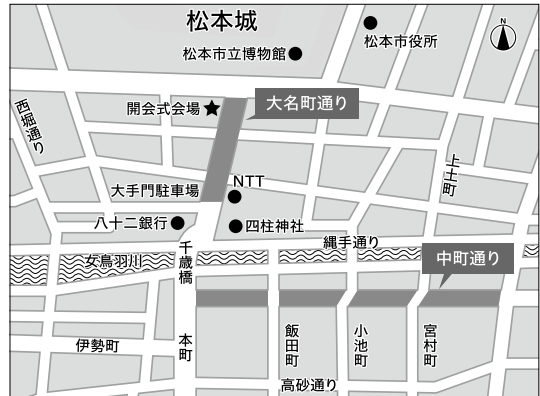 松本城
N
松本市役所
松本市立博物館
開会式会場
大名町通り
西堀通り
上土町
大手門駐車場
NTT
八十二銀行
四柱神社
縄手通り
千歳橋
女鳥羽川
中町通り
伊勢町
本町
飯田町
小池町
宮村町
高砂通り